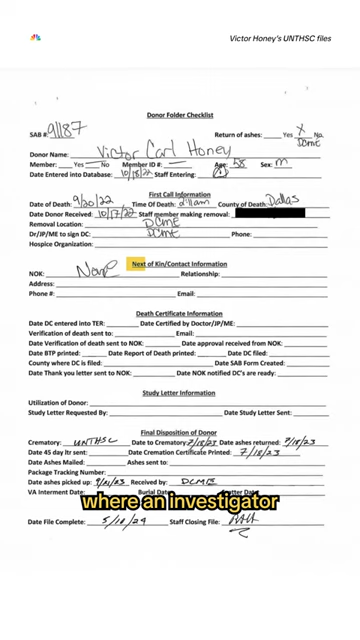 Victor Honey's UNTHSC files
Donor Folder Checklist
SAB #: 91187 Return of ashes: Yes X No
DCME
Donor Name: Victor Carl Honey
Member: Yes No Member ID #: Age: 58 Sex: M
Date Entered into Database: 10/18/22 Staff Entering:
First Call Information
Date of Death: 9/20/22 Time Of Death: County of Death: Dallas
Date Donor Received: 10/17/22 Staff member making removal:
Removal Location: DCME
Dr/JP/ME to sign DC: DCME Phone:
Hospice Organization:
Next of Kin/Contact Information
NOK: None Relationship:
Address:
Phone #: Email:
Death Certificate Information
Date DC entered into TER: Date Certified by Doctor/JP/ME:
Verification of death sent to: Email:
Date Verification of death sent to NOK: Date approval received from NOK:
Date BTP printed: Date Report of Death printed: Date DC filed:
County where DC is filed: Date SAB Form Created:
Date Thank you letter sent to NOK: Date NOK notified DC's are ready:
Study Letter Information
Utilization of Donor:
Study Letter Requested By: Date Study Letter Sent:
Final Disposition of Donor
Crematory: UNTHSC Date to Crematory: 7/18/23 Date ashes returned: 7/18/23
Date 45 day ltr sent: Date Cremation Certificate Printed: 7/18/23
Date Ashes Mailed: Ashes sent to:
Package Tracking Number:
Date ashes picked up: 9/21/23 Received by: DCME
VA Interment Date: Burial Date: Letter Date:
where an investigator
Date File Complete: 5/18/24 Staff Closing File: